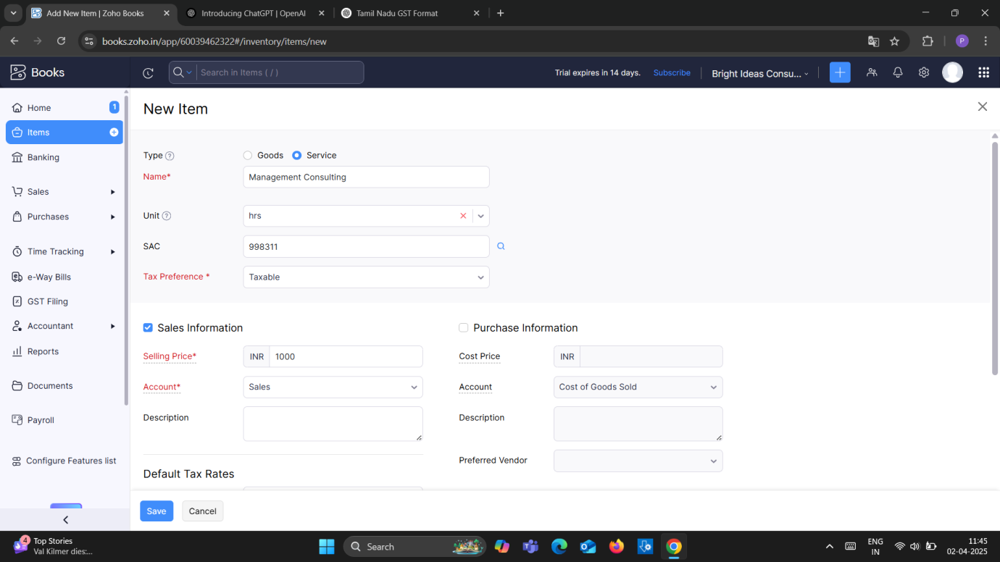 Add New Item | Zoho Books
Introducing ChatGPT | OpenAI
Tamil Nadu GST Format
books.zoho.in/app/60039462322#/inventory/items/new
P
Books
Search in Items ( / )
Trial expires in 14 days.
Subscribe
Bright Ideas Consu...
Home
1
Items
Banking
Sales
Purchases
Time Tracking
e-Way Bills
GST Filing
Accountant
Reports
Documents
Payroll
Configure Features list
New Item
Type ?
Goods
Service
Name*
Management Consulting
Unit ?
hrs
SAC
998311
Tax Preference *
Taxable
Sales Information
Selling Price*
INR
1000
Account*
Sales
Description
Default Tax Rates
Purchase Information
Cost Price
INR
Account
Cost of Goods Sold
Description
Preferred Vendor
Save
Cancel
4
Top Stories
Val Kilmer dies:...
Search
ENG
IN
11:45
02-04-2025